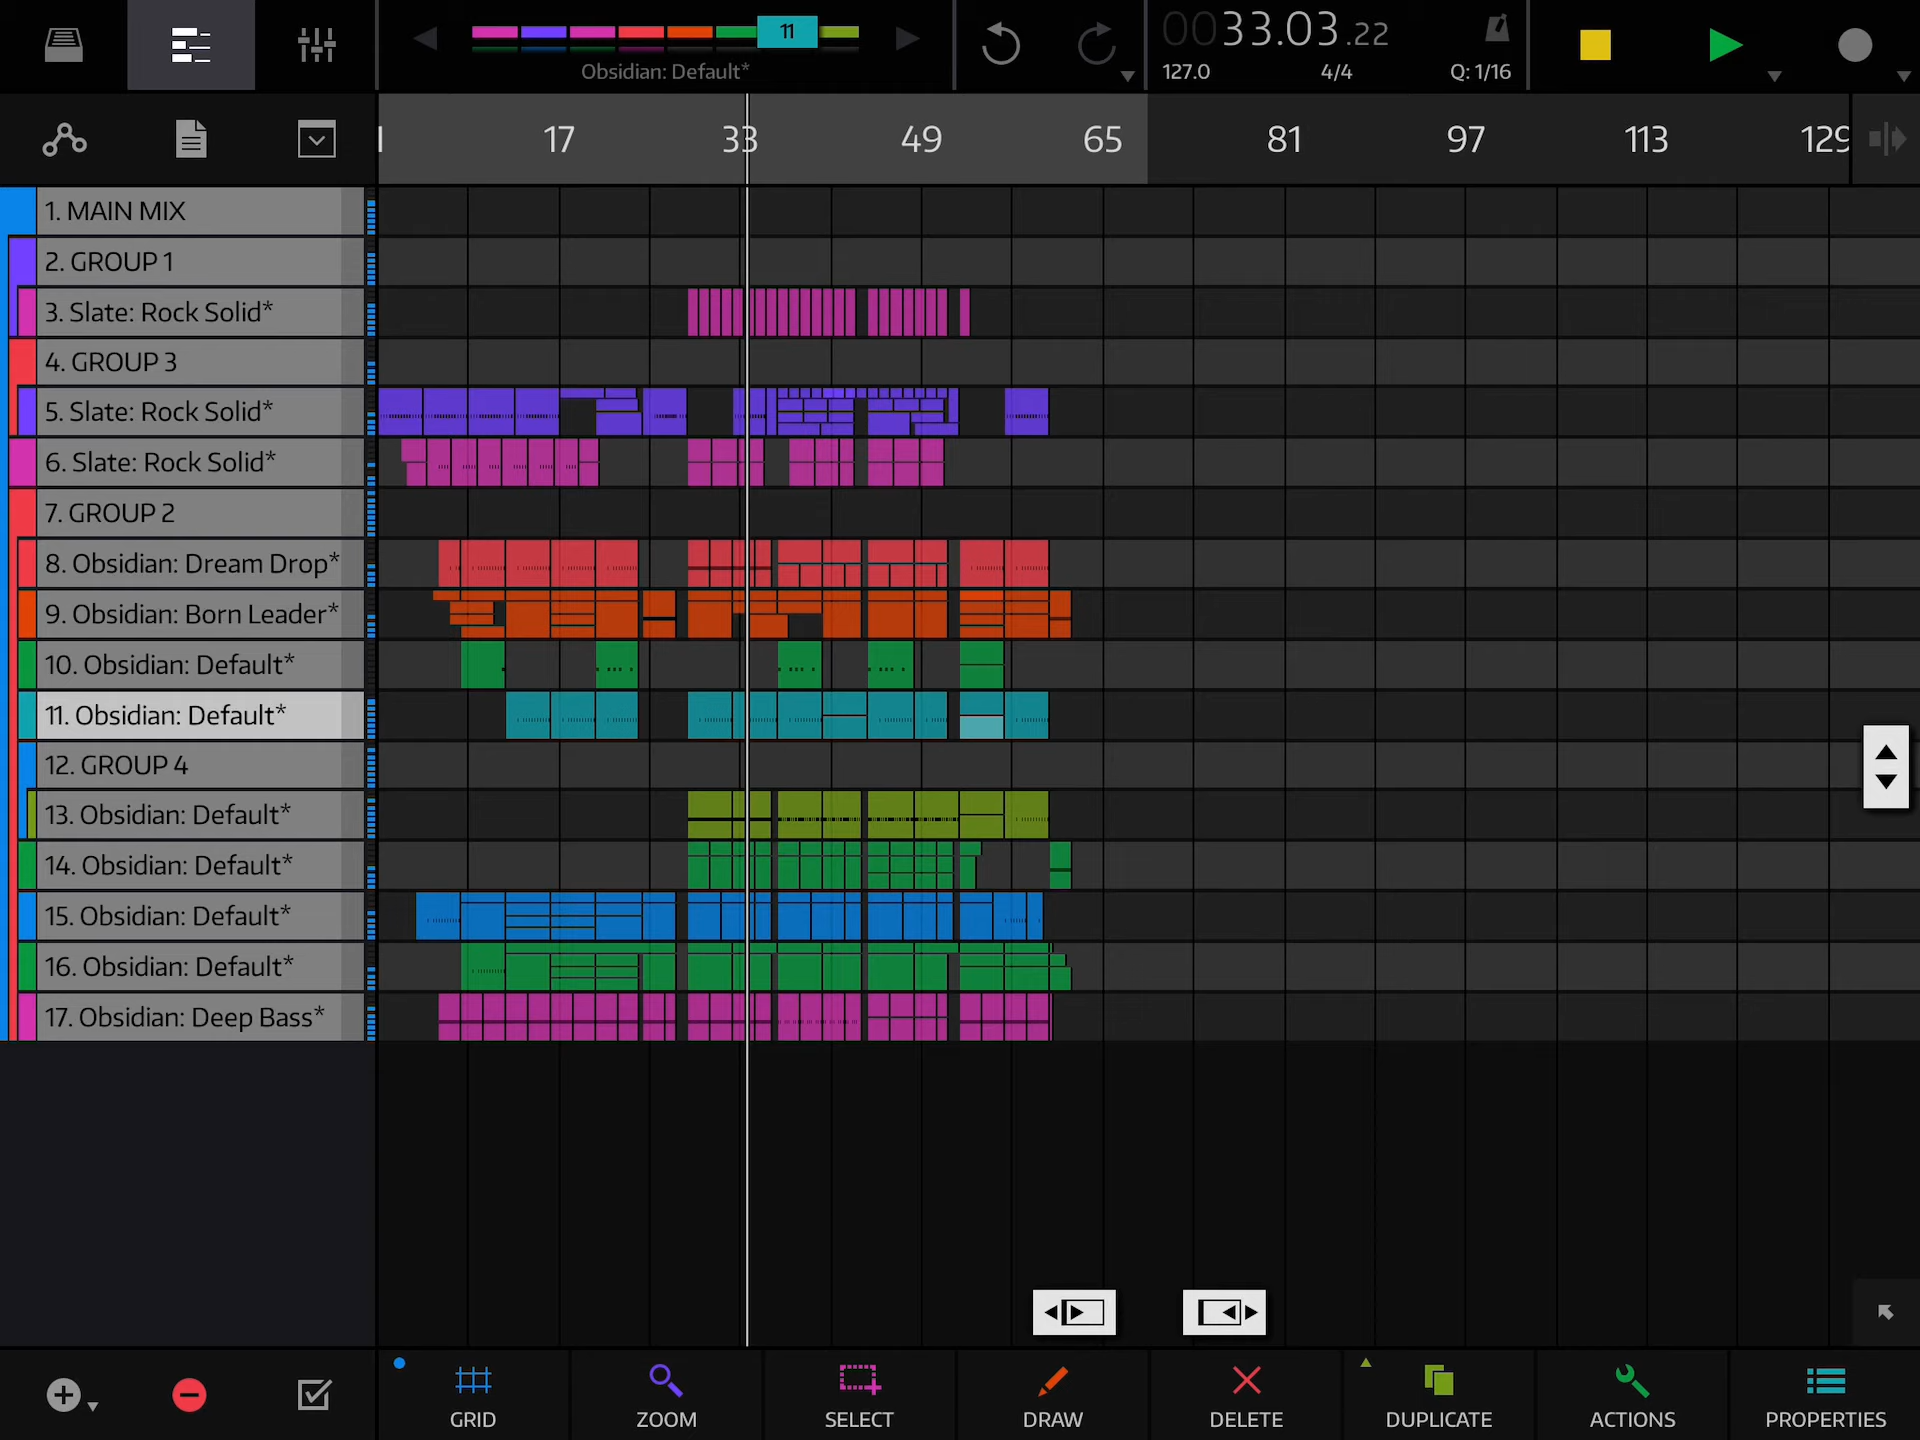 11
Obsidian: Default*
0033.03.22
127.0
4/4
Q: 1/16
1
17
33
49
65
81
97
113
129
1. MAIN MIX
2. GROUP 1
3. Slate: Rock Solid*
4. GROUP 3
5. Slate: Rock Solid*
6. Slate: Rock Solid*
7. GROUP 2
8. Obsidian: Dream Drop*
9. Obsidian: Born Leader*
10. Obsidian: Default*
11. Obsidian: Default*
12. GROUP 4
13. Obsidian: Default*
14. Obsidian: Default*
15. Obsidian: Default*
16. Obsidian: Default*
17. Obsidian: Deep Bass*
GRID
ZOOM
SELECT
DRAW
DELETE
DUPLICATE
ACTIONS
PROPERTIES